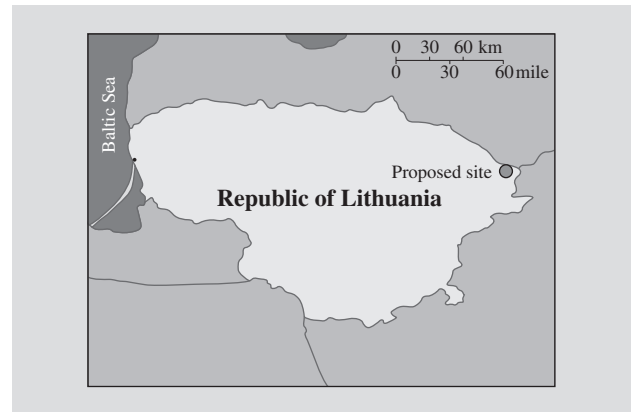 0 30 60 km
0 30 60 mile
Baltic Sea
Proposed site
Republic of Lithuania